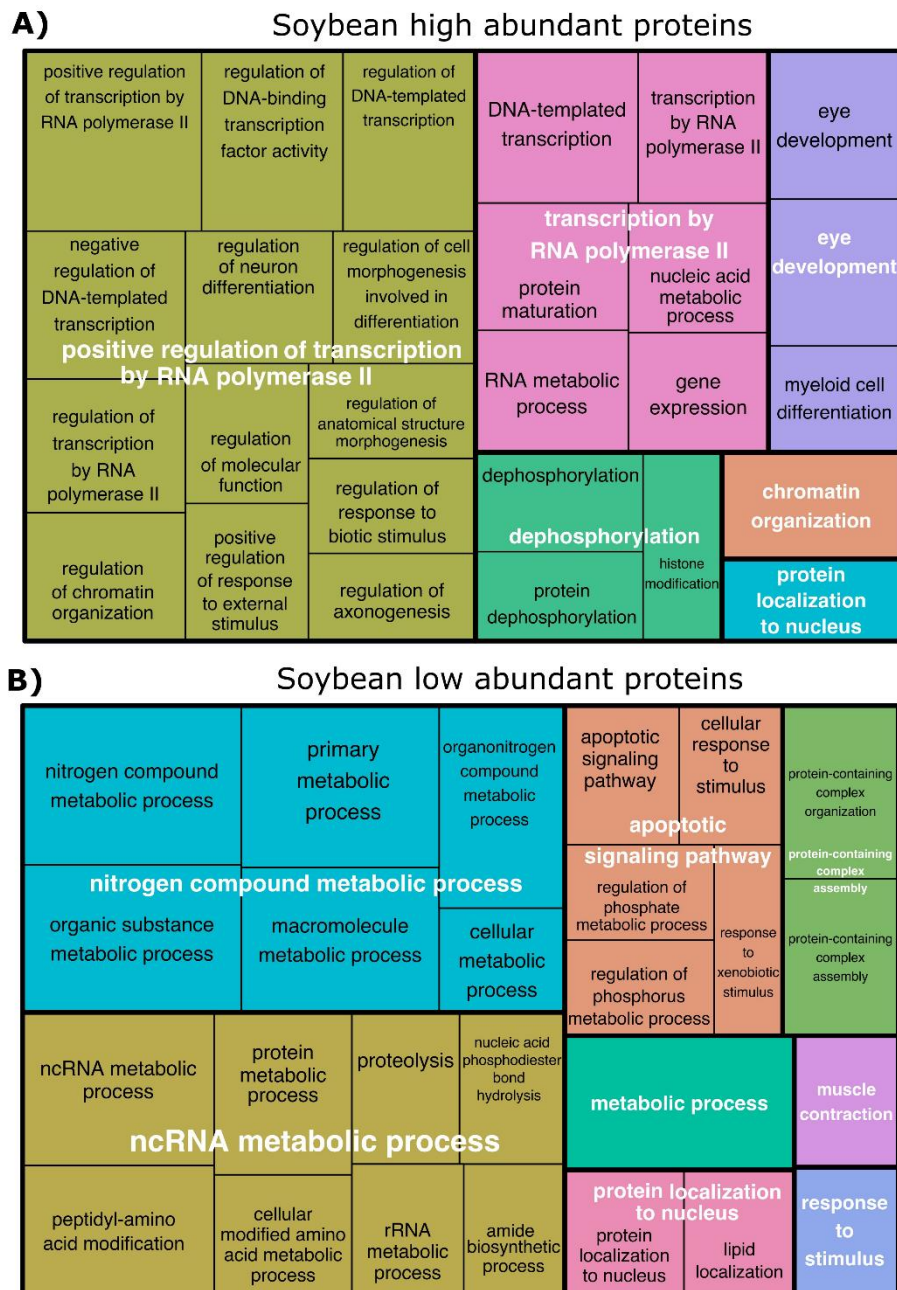 A)
Soybean high abundant proteins
positive regulation
of transcription by
RNA polymerase II
regulation of
DNA-binding
transcription
factor activity
regulation of
DNA-templated
transcription
negative
regulation of
DNA-templated
transcription
regulation
of neuron
differentiation
regulation of cell
morphogenesis
involved in
differentiation
positive regulation of transcription
by RNA polymerase II
regulation of
transcription
by RNA
polymerase II
regulation
of molecular
function
regulation of
anatomical structure
morphogenesis
regulation of
response to
biotic stimulus
regulation
of chromatin
organization
positive
regulation
of response
to external
stimulus
regulation of
axonogenesis
DNA-templated
transcription
transcription
by RNA
polymerase II
transcription by
RNA polymerase II
protein
maturation
nucleic acid
metabolic
process
RNA metabolic
process
gene
expression
eye
development
eye
development
myeloid cell
differentiation
dephosphorylation
dephosphorylation
protein
dephosphorylation
histone
modification
chromatin
organization
protein
localization
to nucleus
B)
Soybean low abundant proteins
nitrogen compound
metabolic process
primary
metabolic
process
organonitrogen
compound
metabolic
process
nitrogen compound metabolic process
organic substance
metabolic process
macromolecule
metabolic process
cellular
metabolic
process
ncRNA metabolic
process
protein
metabolic
process
proteolysis
nucleic acid
phosphodiester
bond
hydrolysis
ncRNA metabolic process
peptidyl-amino
acid modification
cellular
modified amino
acid metabolic
process
rRNA
metabolic
process
amide
biosynthetic
process
apoptotic
signaling
pathway
cellular
response
to
stimulus
apoptotic
signaling pathway
regulation of
phosphate
metabolic process
response
to
xenobiotic
stimulus
regulation of
phosphorus
metabolic process
protein-containing
complex
organization
protein-containing
complex
assembly
protein-containing
complex
assembly
metabolic process
muscle
contraction
protein localization
to nucleus
protein
localization
to nucleus
lipid
localization
response
to
stimulus